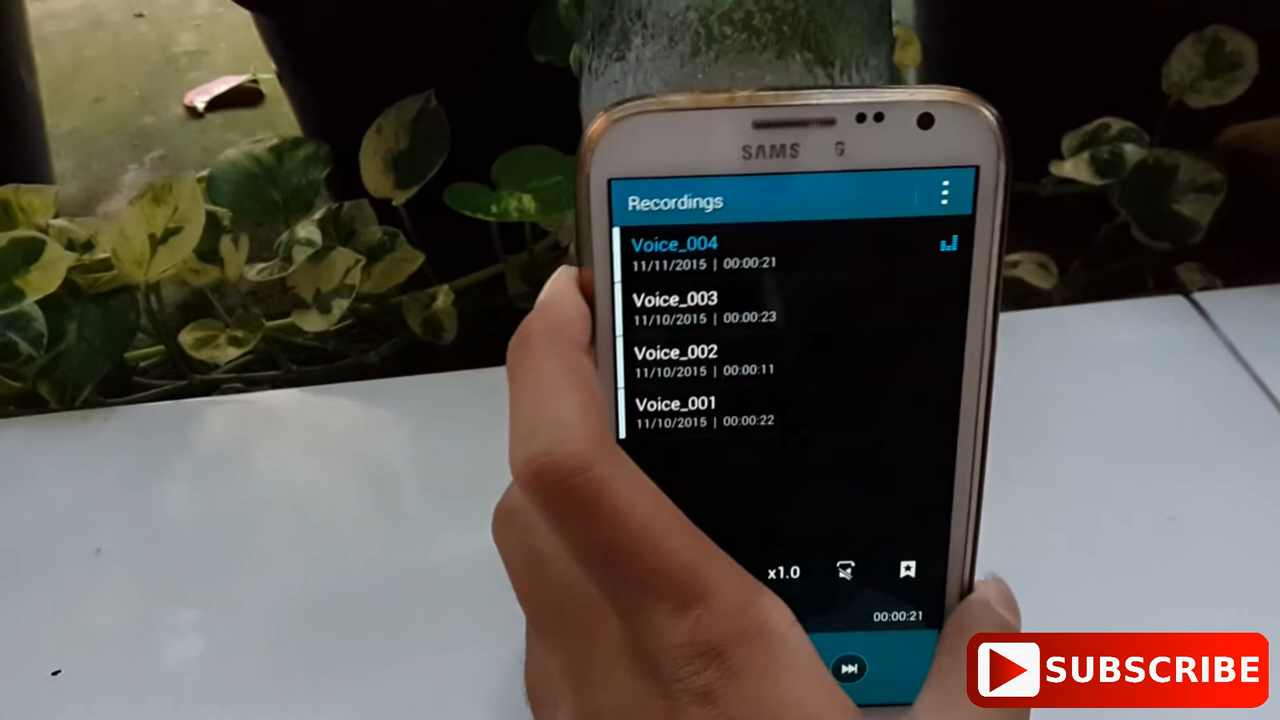 SAMS G
Recordings
Voice_004
11/11/2015 | 00:00:21
Voice_003
11/10/2015 | 00:00:23
Voice_002
11/10/2015 | 00:00:11
Voice_001
11/10/2015 | 00:00:22
x1.0
00:00:21
SUBSCRIBE